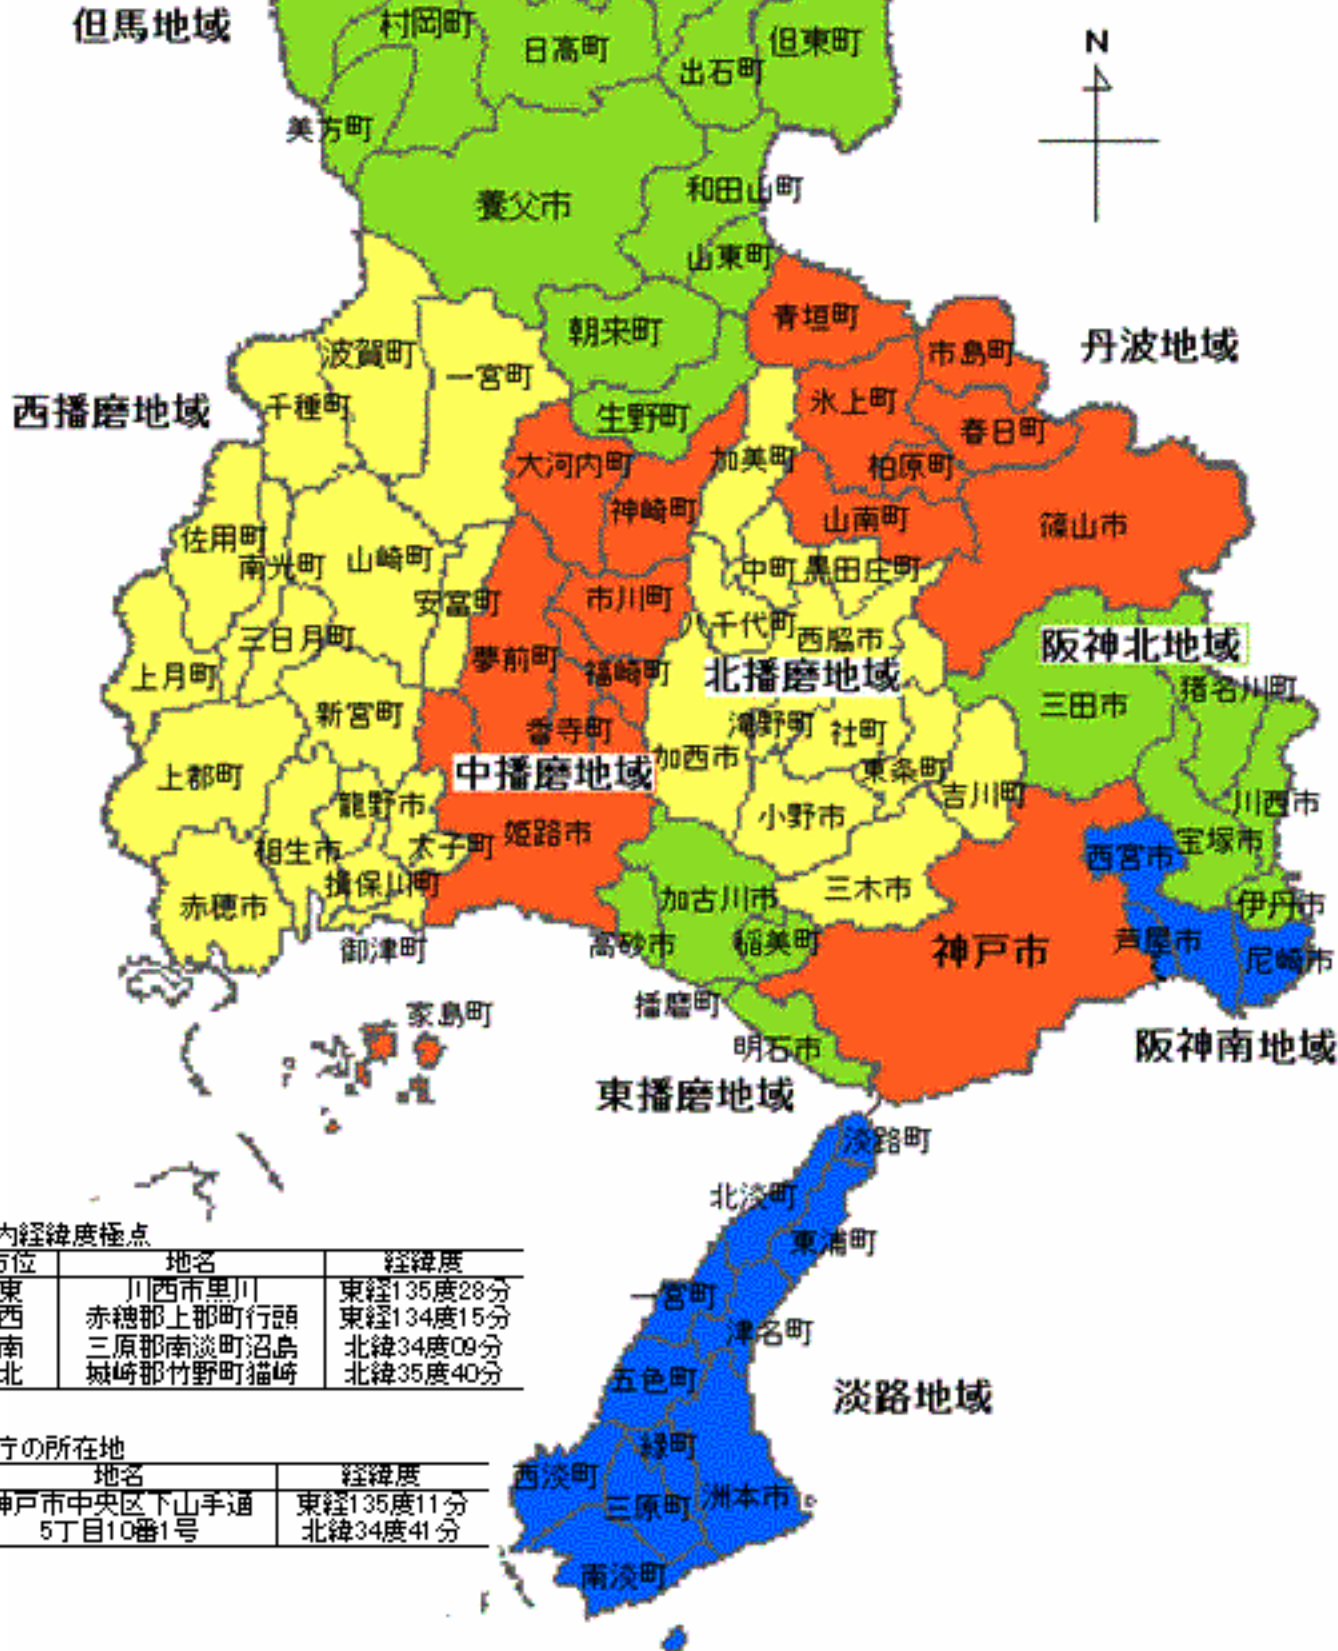 但馬地域
村岡町
日高町
出石町
但東町
N
美方町
養父市
和田山町
山東町
青垣町
朝来町
市島町
丹波地域
波賀町
一宮町
千種町
西播磨地域
生野町
氷上町
春日町
大河内町
加美町
柏原町
神崎町
山南町
篠山市
佐用町
南光町
山崎町
中町
黒田庄町
安富町
市川町
千代町
西脇市
三日月町
夢前町
福崎町
北播磨地域
阪神北地域
上月町
猪名川町
新宮町
三田市
香寺町
滝野町
社町
加西市
中播磨地域
東条町
上郡町
吉川町
川西市
龍野市
小野市
姫路市
太子町
宝塚市
西宮市
相生市
揖保川町
三木市
加古川市
赤穂市
伊丹市
高砂市
稲美町
神戸市
芦屋市
尼崎市
御津町
播磨町
家島町
明石市
阪神南地域
東播磨地域
淡路町
北淡町
東浦町
一宮町
津名町
五色町
淡路地域
緑町
西淡町
三原町
洲本市
南淡町
内経緯度極点
方位 地名 経緯度
東 川西市黒川 東経135度28分
西 赤穂郡上郡町行頭 東経134度15分
南 三原郡南淡町沼島 北緯34度09分
北 城崎郡竹野町猫崎 北緯35度40分
庁の所在地
地名 経緯度
神戸市中央区下山手通 東経135度11分
5丁目10番1号 北緯34度41分